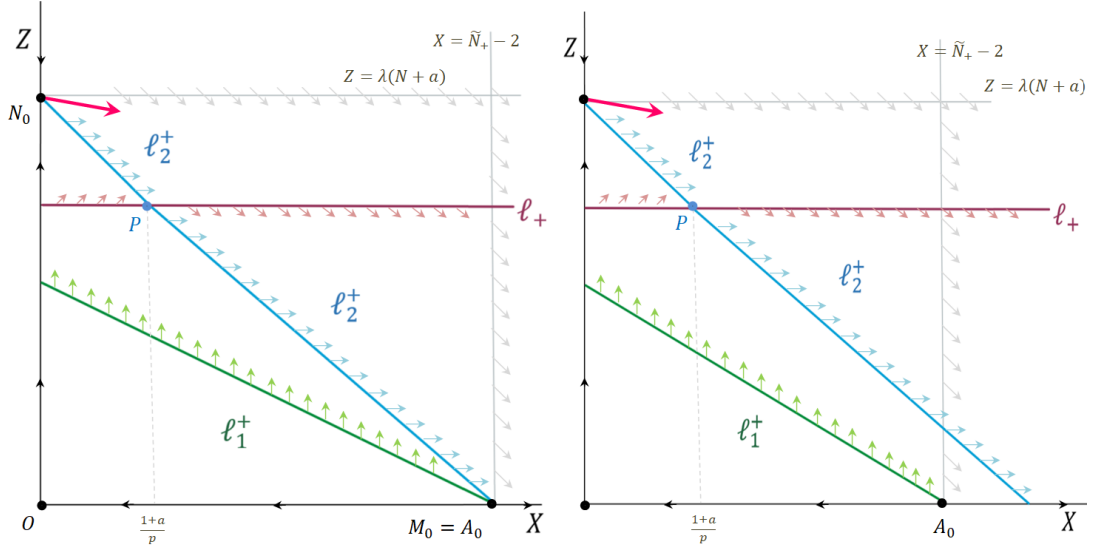 Z
X = Ñ₊ − 2
Z = λ(N + a)
N₀
ℓ₂⁺
P
ℓ₊
ℓ₂⁺
ℓ₁⁺
O
(1+a)/p
M₀ = A₀
X
Z
X = Ñ₊ − 2
Z = λ(N + a)
ℓ₂⁺
P
ℓ₊
ℓ₂⁺
ℓ₁⁺
(1+a)/p
A₀
X